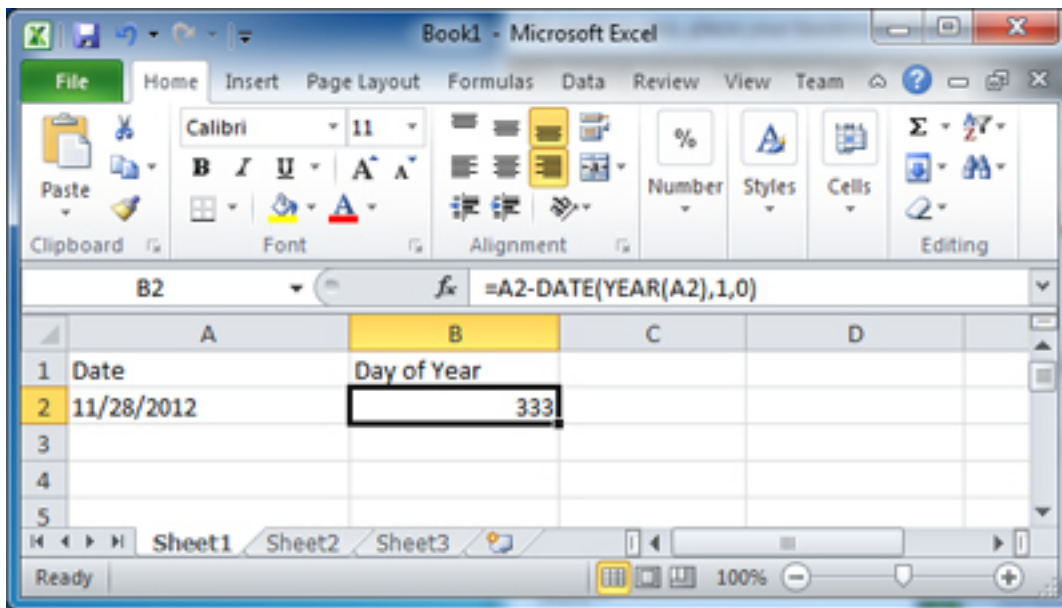 Book1 - Microsoft Excel
File Home Insert Page Layout Formulas Data Review View Team
Calibri 11
B I U A A
A
Paste
% Number
Styles
Cells
Σ
Clipboard Font Alignment Editing
B2 fx =A2-DATE(YEAR(A2),1,0)
A B C D
1 Date Day of Year
2 11/28/2012 333
3
4
5
Sheet1 Sheet2 Sheet3
Ready 100%